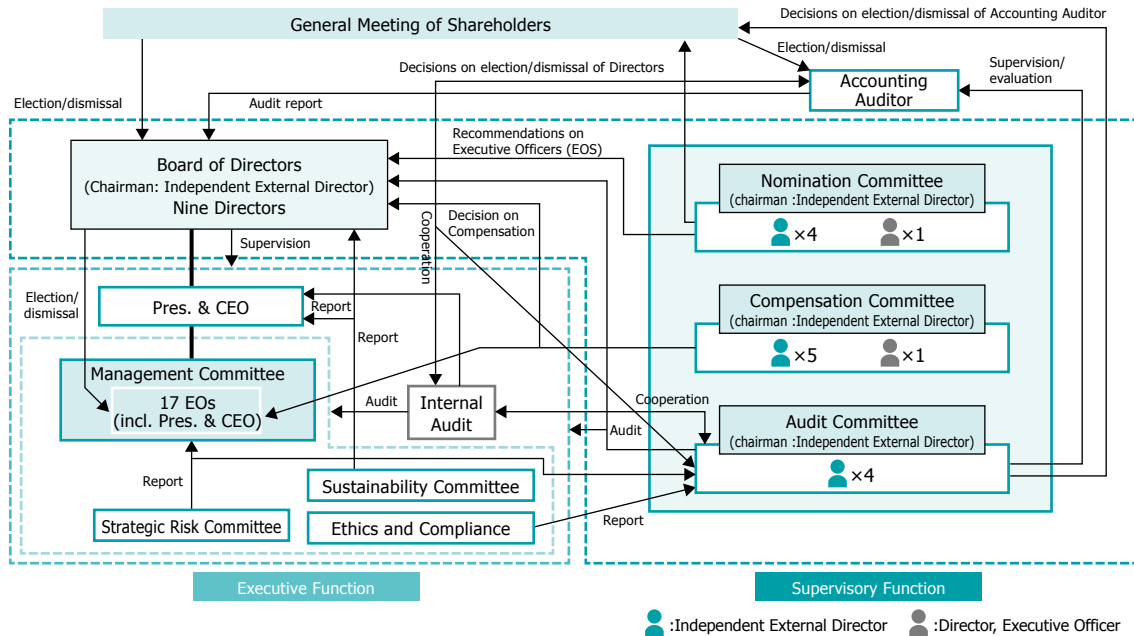 General Meeting of Shareholders
Decisions on election/dismissal of Accounting Auditor
Election/dismissal
Decisions on election/dismissal of Directors
Supervision/
evaluation
Accounting
Auditor
Election/dismissal
Audit report
Recommendations on
Executive Officers (EOS)
Board of Directors
(Chairman: Independent External Director)
Nine Directors
Nomination Committee
(chairman :Independent External Director)
×4
×1
Cooperation
Decision on
Compensation
Supervision
Election/
dismissal
Pres. & CEO
Report
Report
Compensation Committee
(chairman :Independent External Director)
×5
×1
Management Committee
17 EOs
(incl. Pres. & CEO)
Audit
Internal
Audit
Cooperation
Audit
Audit Committee
(chairman :Independent External Director)
×4
Report
Sustainability Committee
Strategic Risk Committee
Ethics and Compliance
Report
Executive Function
Supervisory Function
:Independent External Director
:Director, Executive Officer